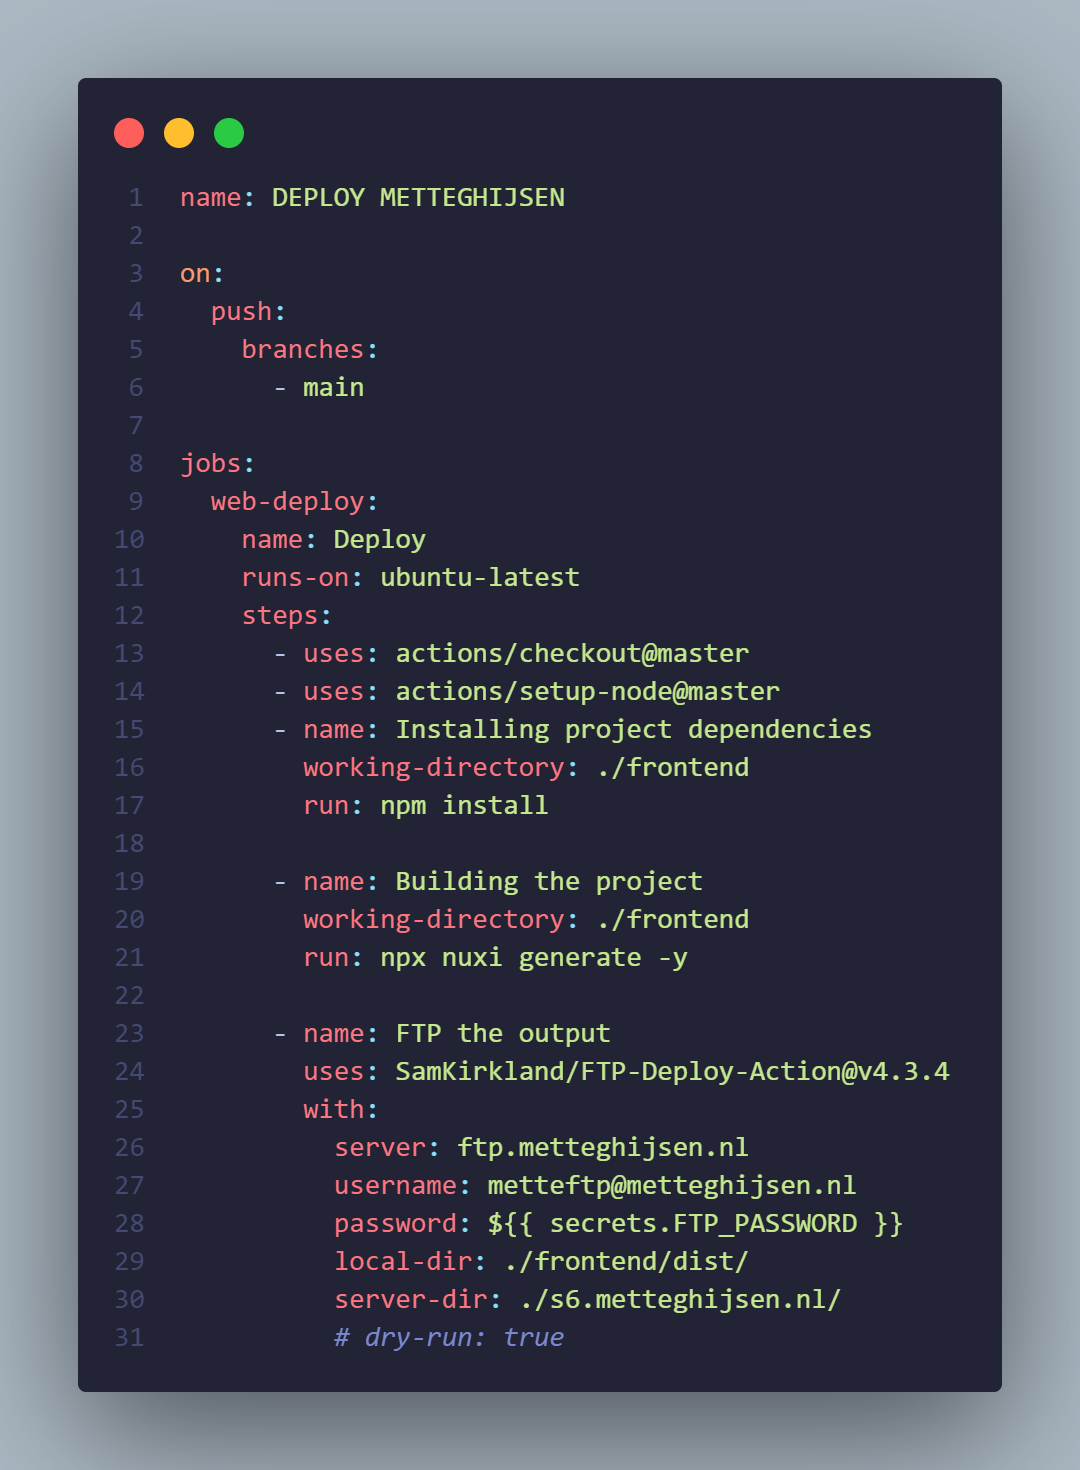 1 name: DEPLOY METTEGHIJSEN
2
3 on:
4   push:
5     branches:
6       - main
7
8 jobs:
9   web-deploy:
10     name: Deploy
11     runs-on: ubuntu-latest
12     steps:
13       - uses: actions/checkout@master
14       - uses: actions/setup-node@master
15       - name: Installing project dependencies
16         working-directory: ./frontend
17         run: npm install
18
19       - name: Building the project
20         working-directory: ./frontend
21         run: npx nuxi generate -y
22
23       - name: FTP the output
24         uses: SamKirkland/FTP-Deploy-Action@v4.3.4
25         with:
26           server: ftp.metteghijsen.nl
27           username: metteftp@metteghijsen.nl
28           password: ${{ secrets.FTP_PASSWORD }}
29           local-dir: ./frontend/dist/
30           server-dir: ./s6.metteghijsen.nl/
31           # dry-run: true